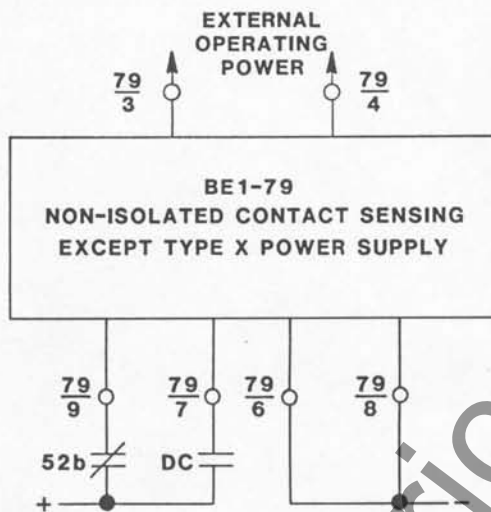 EXTERNAL
OPERATING
POWER
79
3
79
4
BE1-79
NON-ISOLATED CONTACT SENSING
EXCEPT TYPE X POWER SUPPLY
79
9
79
7
79
6
79
8
52b
DC
+
-